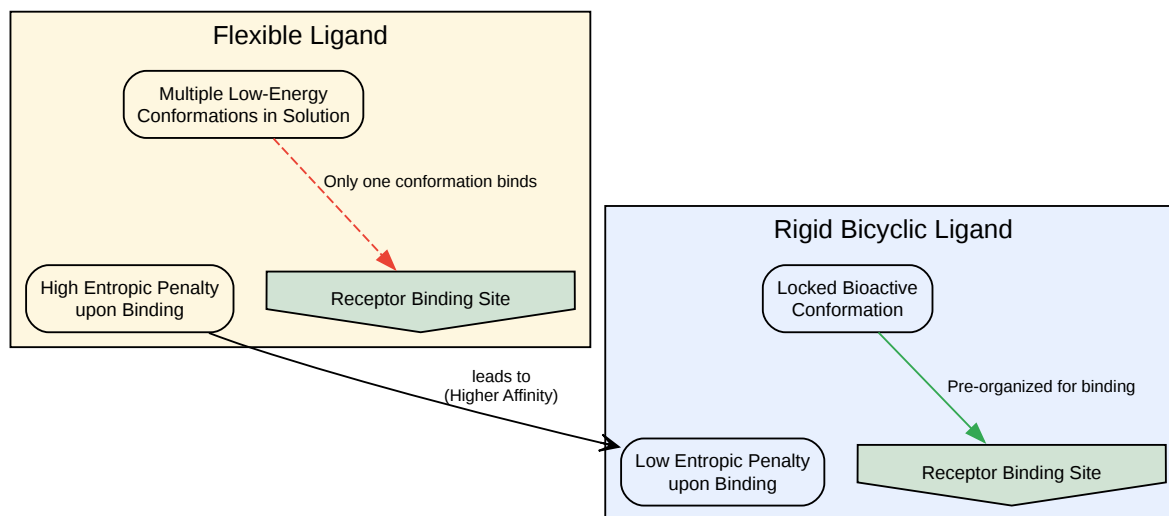 Flexible Ligand
Multiple Low-Energy
Conformations in Solution
Only one conformation binds
High Entropic Penalty
upon Binding
Receptor Binding Site
leads to
(Higher Affinity)
Rigid Bicyclic Ligand
Locked Bioactive
Conformation
Pre-organized for binding
Low Entropic Penalty
upon Binding
Receptor Binding Site